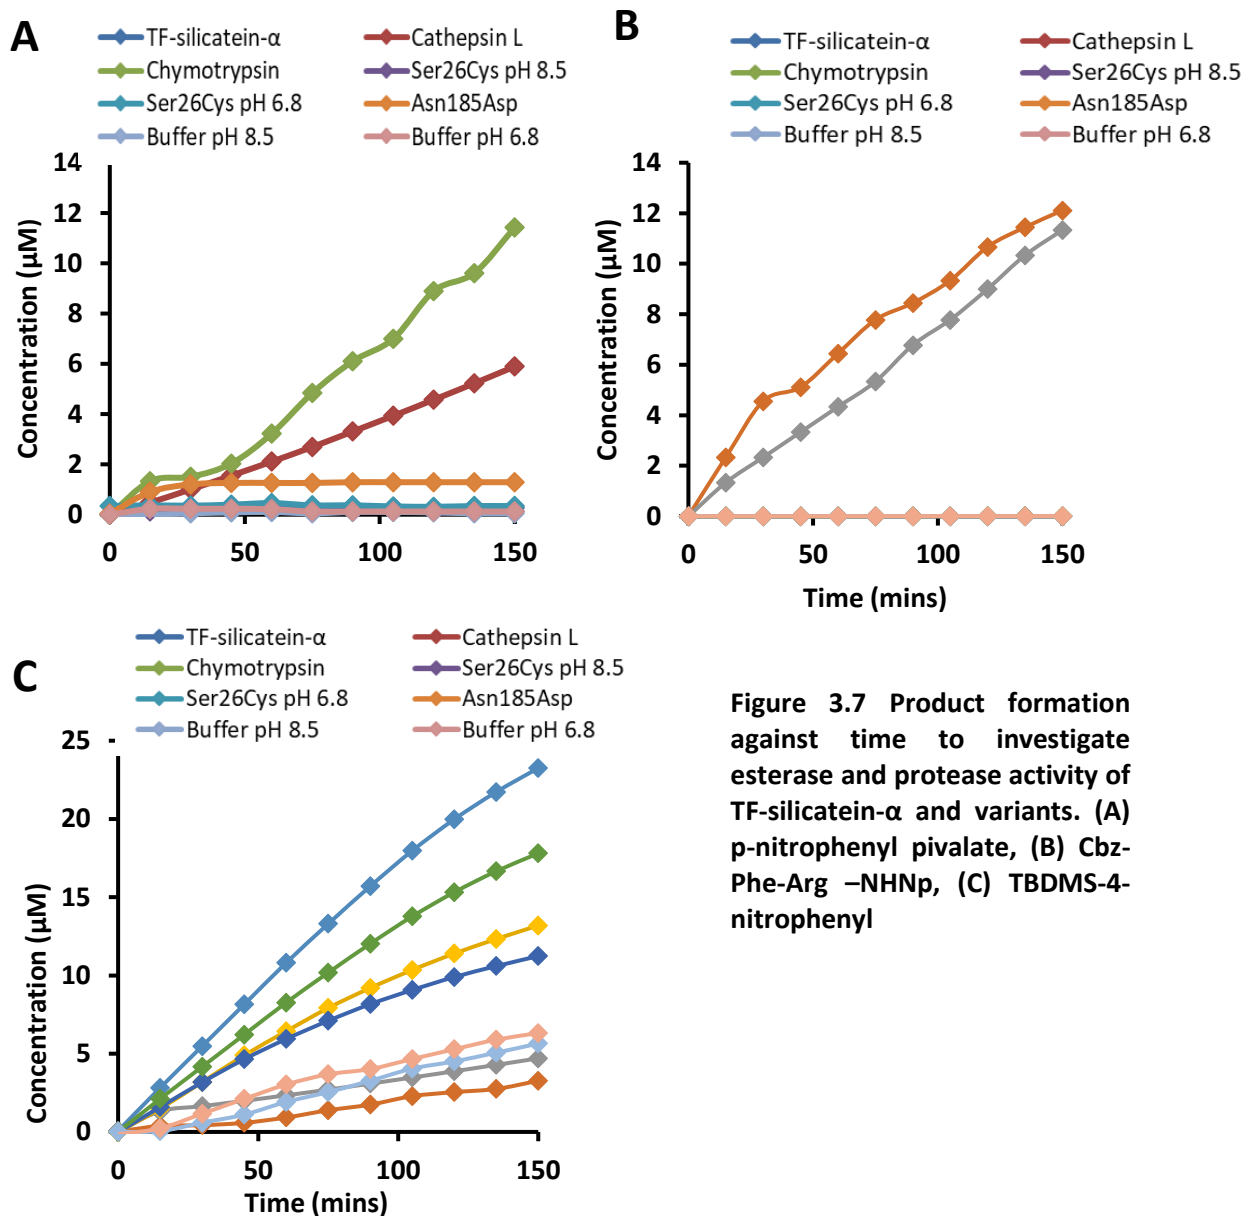 A
TF-silicatein-α Cathepsin L
Chymotrypsin Ser26Cys pH 8.5
Ser26Cys pH 6.8 Asn185Asp
Buffer pH 8.5 Buffer pH 6.8
14
12
10
8
6
4
2
0
Concentration (µM)
0 50 100 150
B
TF-silicatein-α Cathepsin L
Chymotrypsin Ser26Cys pH 8.5
Ser26Cys pH 6.8 Asn185Asp
Buffer pH 8.5 Buffer pH 6.8
14
12
10
8
6
4
2
0
Concentration (µM)
0 50 100 150
Time (mins)
C
TF-silicatein-α Cathepsin L
Chymotrypsin Ser26Cys pH 8.5
Ser26Cys pH 6.8 Asn185Asp
Buffer pH 8.5 Buffer pH 6.8
25
20
15
10
5
0
Concentration (µM)
0 50 100 150
Time (mins)
Figure 3.7 Product formation
against time to investigate
esterase and protease activity of
TF-silicatein-α and variants. (A)
p-nitrophenyl pivalate, (B) Cbz-
Phe-Arg –NHNp, (C) TBDMS-4-
nitrophenyl